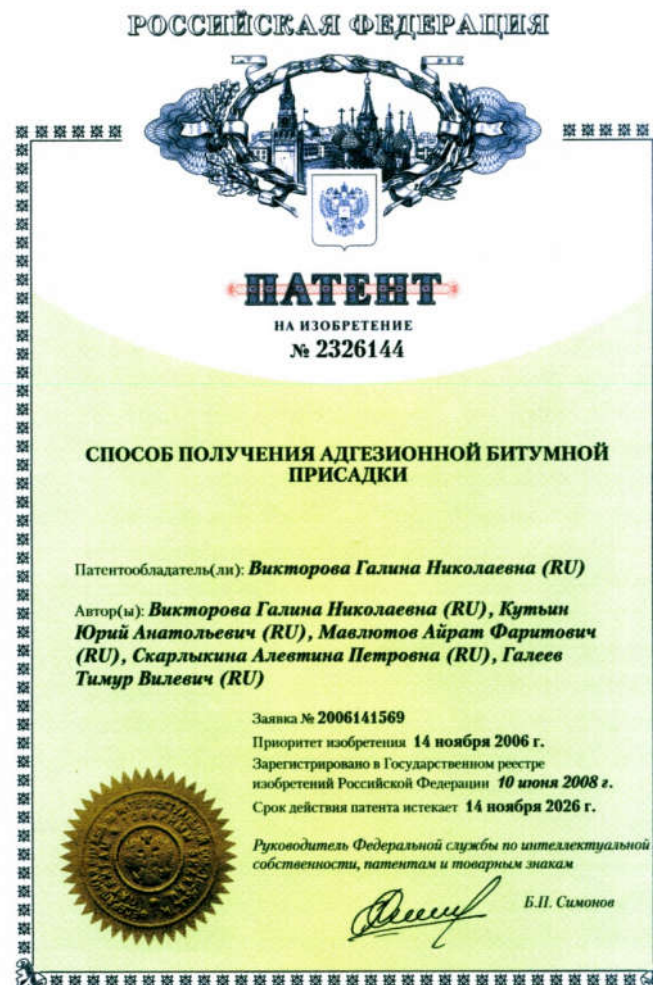 РОССИЙСКАЯ ФЕДЕРАЦИЯ
ПАТЕНТ
НА ИЗОБРЕТЕНИЕ
№ 2326144
СПОСОБ ПОЛУЧЕНИЯ АДГЕЗИОННОЙ БИТУМНОЙ
ПРИСАДКИ
Патентообладатель(ли): Викторова Галина Николаевна (RU)
Автор(ы): Викторова Галина Николаевна (RU), Кутьин
Юрий Анатольевич (RU), Мавлютов Айрат Фаритович
(RU), Скарлыкина Алевтина Петровна (RU), Галеев
Тимур Вилевич (RU)
Заявка № 2006141569
Приоритет изобретения 14 ноября 2006 г.
Зарегистрировано в Государственном реестре
изобретений Российской Федерации 10 июня 2008 г.
Срок действия патента истекает 14 ноября 2026 г.
Руководитель Федеральной службы по интеллектуальной
собственности, патентам и товарным знакам
Б.П. Симонов